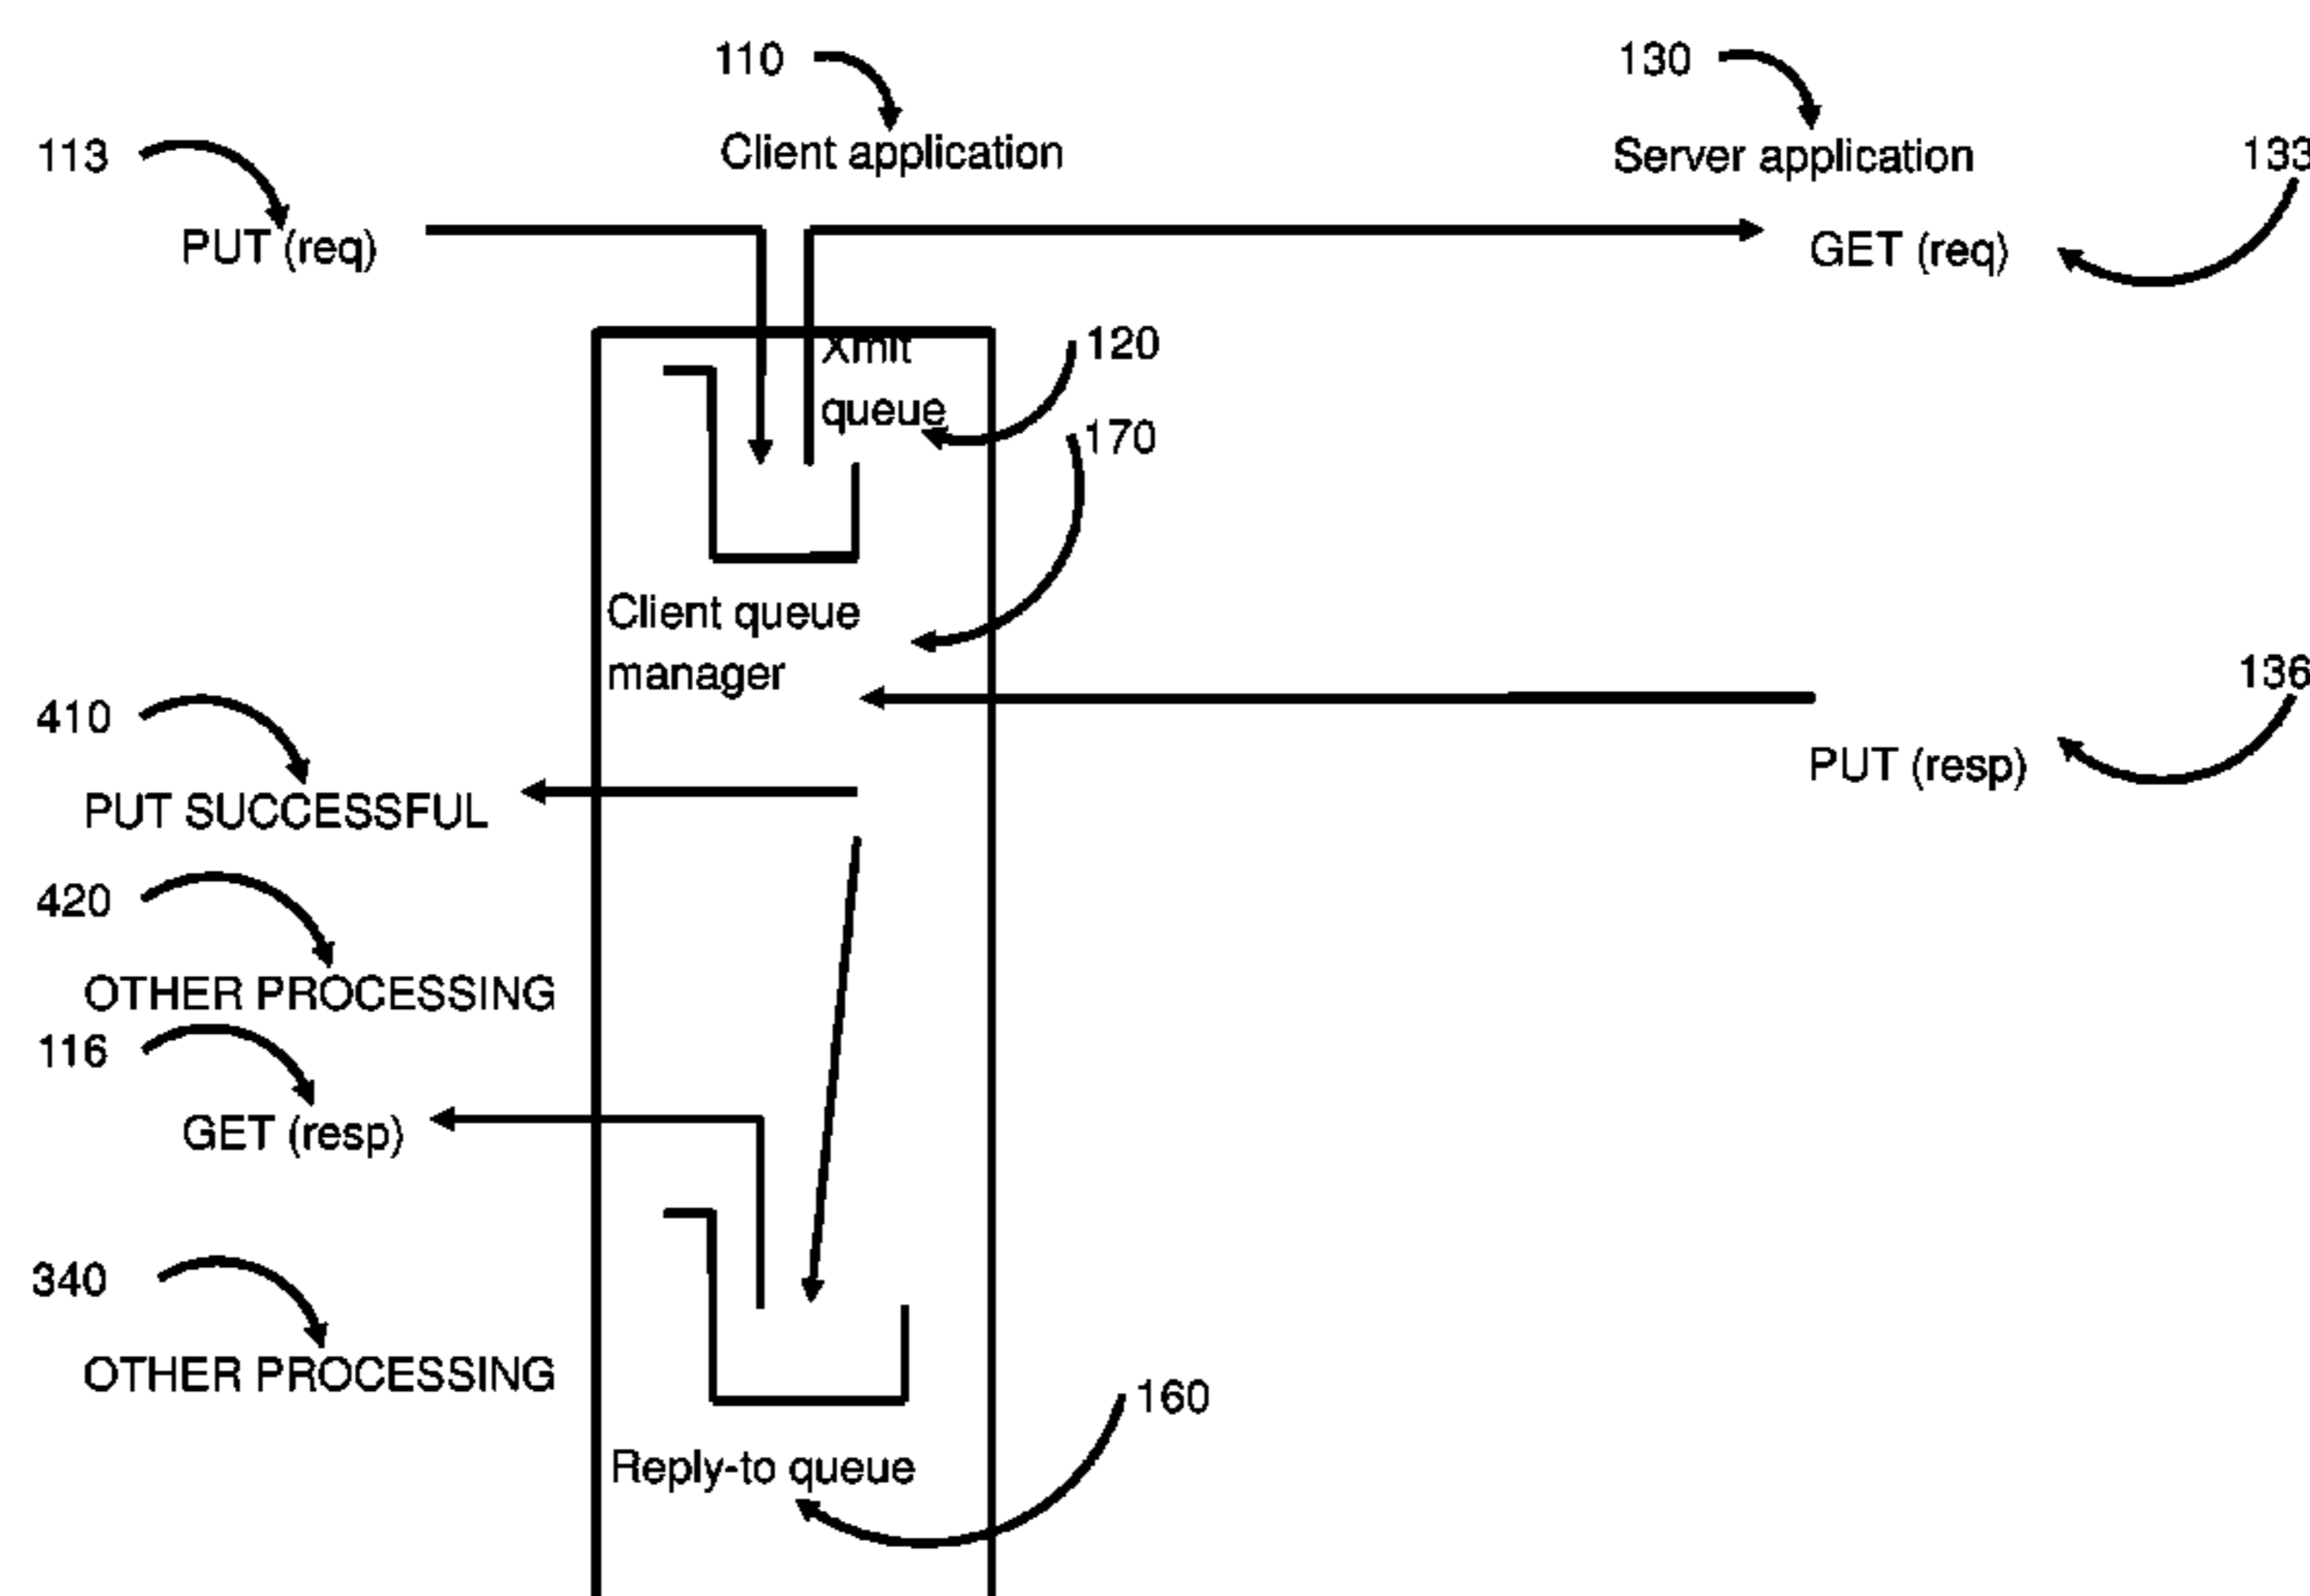 110
130
Client application
Server application
113
133
PUT (req)
GET (req)
Xmit
queue
120
170
Client queue
manager
136
410
PUT (resp)
PUT SUCCESSFUL
420
OTHER PROCESSING
116
GET (resp)
340
OTHER PROCESSING
160
Reply-to queue